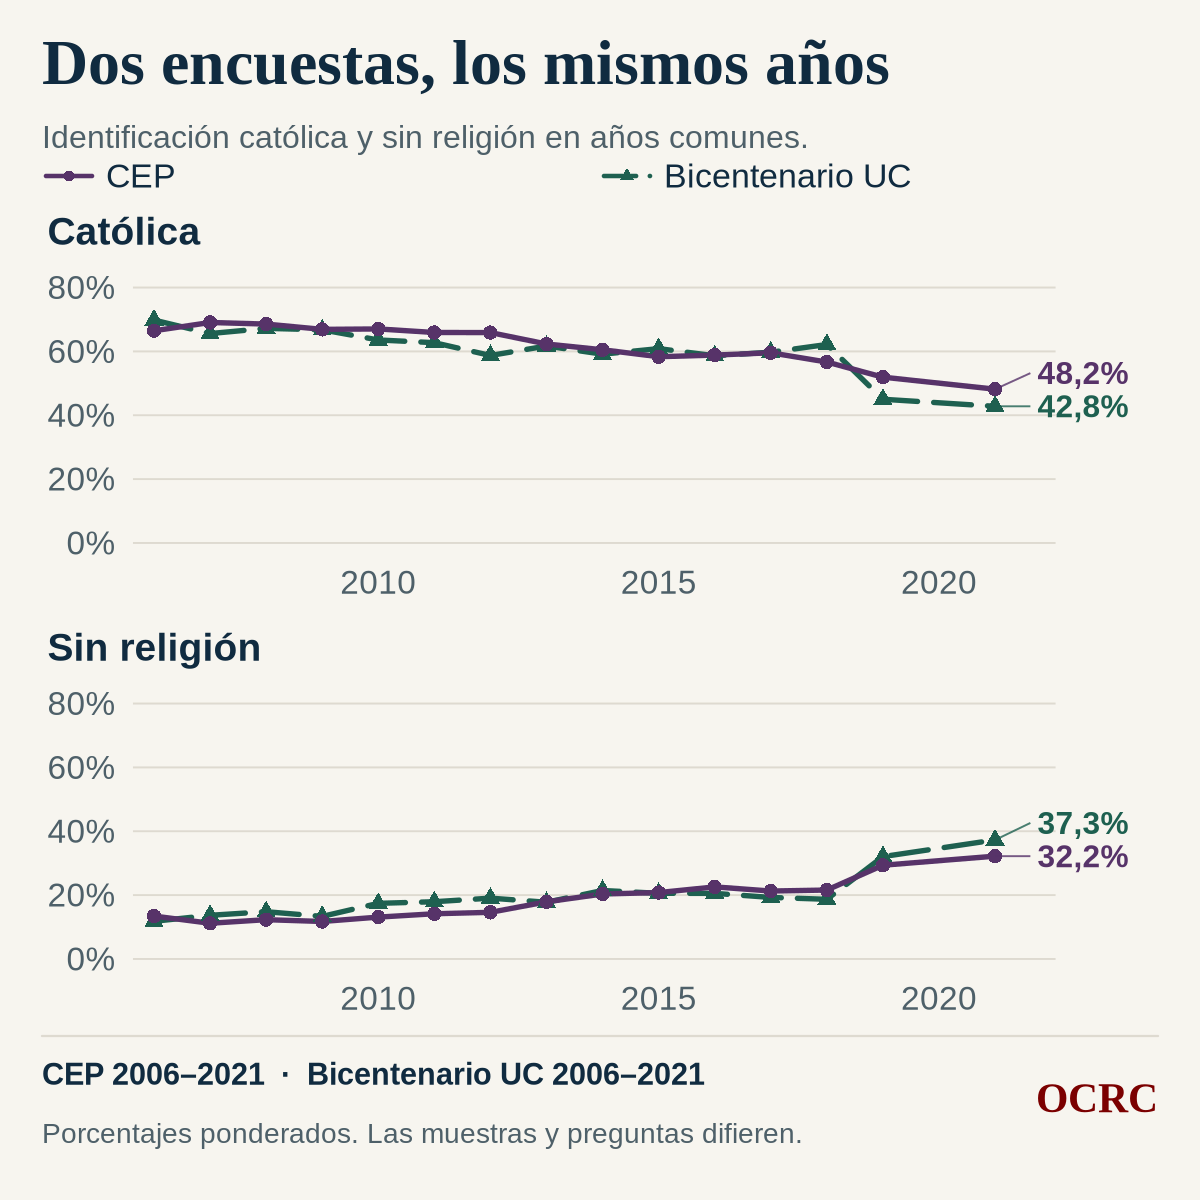 Dos encuestas, los mismos años
Identificación católica y sin religión en años comunes.
CEP
Bicentenario UC
Católica
80%
60%
40%
20%
0%
48,2%
42,8%
2010
2015
2020
Sin religión
80%
60%
40%
20%
0%
37,3%
32,2%
2010
2015
2020
CEP 2006–2021 · Bicentenario UC 2006–2021
OCRC
Porcentajes ponderados. Las muestras y preguntas difieren.